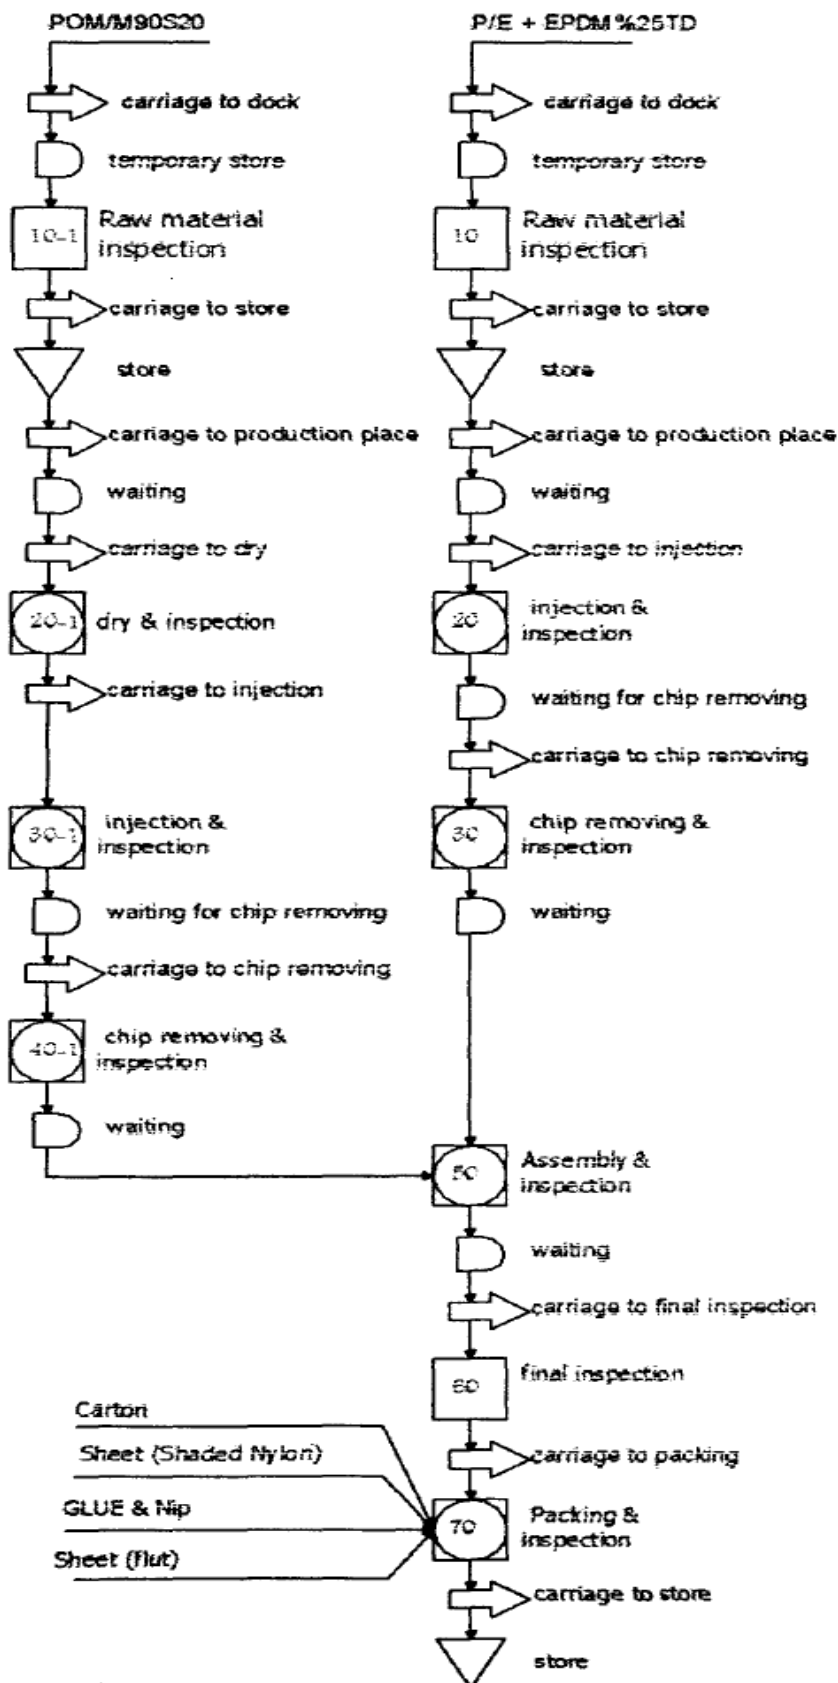 POM/M90S20
carriage to dock
temporary store
10-1
Raw material
inspection
carriage to store
store
carriage to production place
waiting
carriage to dry
20-1
dry & inspection
carriage to injection
30-1
injection &
inspection
waiting for chip removing
carriage to chip removing
40-1
chip removing &
inspection
waiting
P/E + EPDM %25TD
carriage to dock
temporary store
10
Raw material
inspection
carriage to store
store
carriage to production place
waiting
carriage to injection
20
injection &
inspection
waiting for chip removing
carriage to chip removing
30
chip removing &
inspection
waiting
50
Assembly &
inspection
waiting
carriage to final inspection
60
final inspection
carriage to packing
Carton
Sheet (Shaded Nylon)
GLUE & Nip
Sheet (flut)
70
Packing &
inspection
carriage to store
store